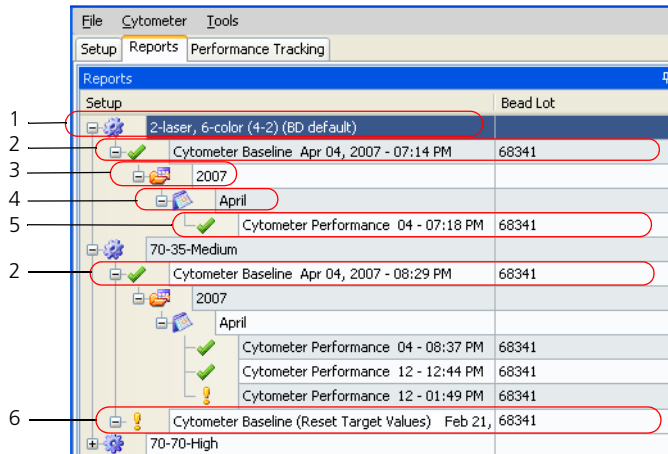 File Cytometer Tools
Setup Reports Performance Tracking
Reports
Setup Bead Lot
1 2-laser, 6-color (4-2) (BD default)
2 Cytometer Baseline Apr 04, 2007 - 07:14 PM 68341
3 2007
4 April
5 Cytometer Performance 04 - 07:18 PM 68341
70-35-Medium
2 Cytometer Baseline Apr 04, 2007 - 08:29 PM 68341
2007
April
Cytometer Performance 04 - 08:37 PM 68341
Cytometer Performance 12 - 12:44 PM 68341
Cytometer Performance 12 - 01:49 PM 68341
6 Cytometer Baseline (Reset Target Values) Feb 21, 68341
70-70-High